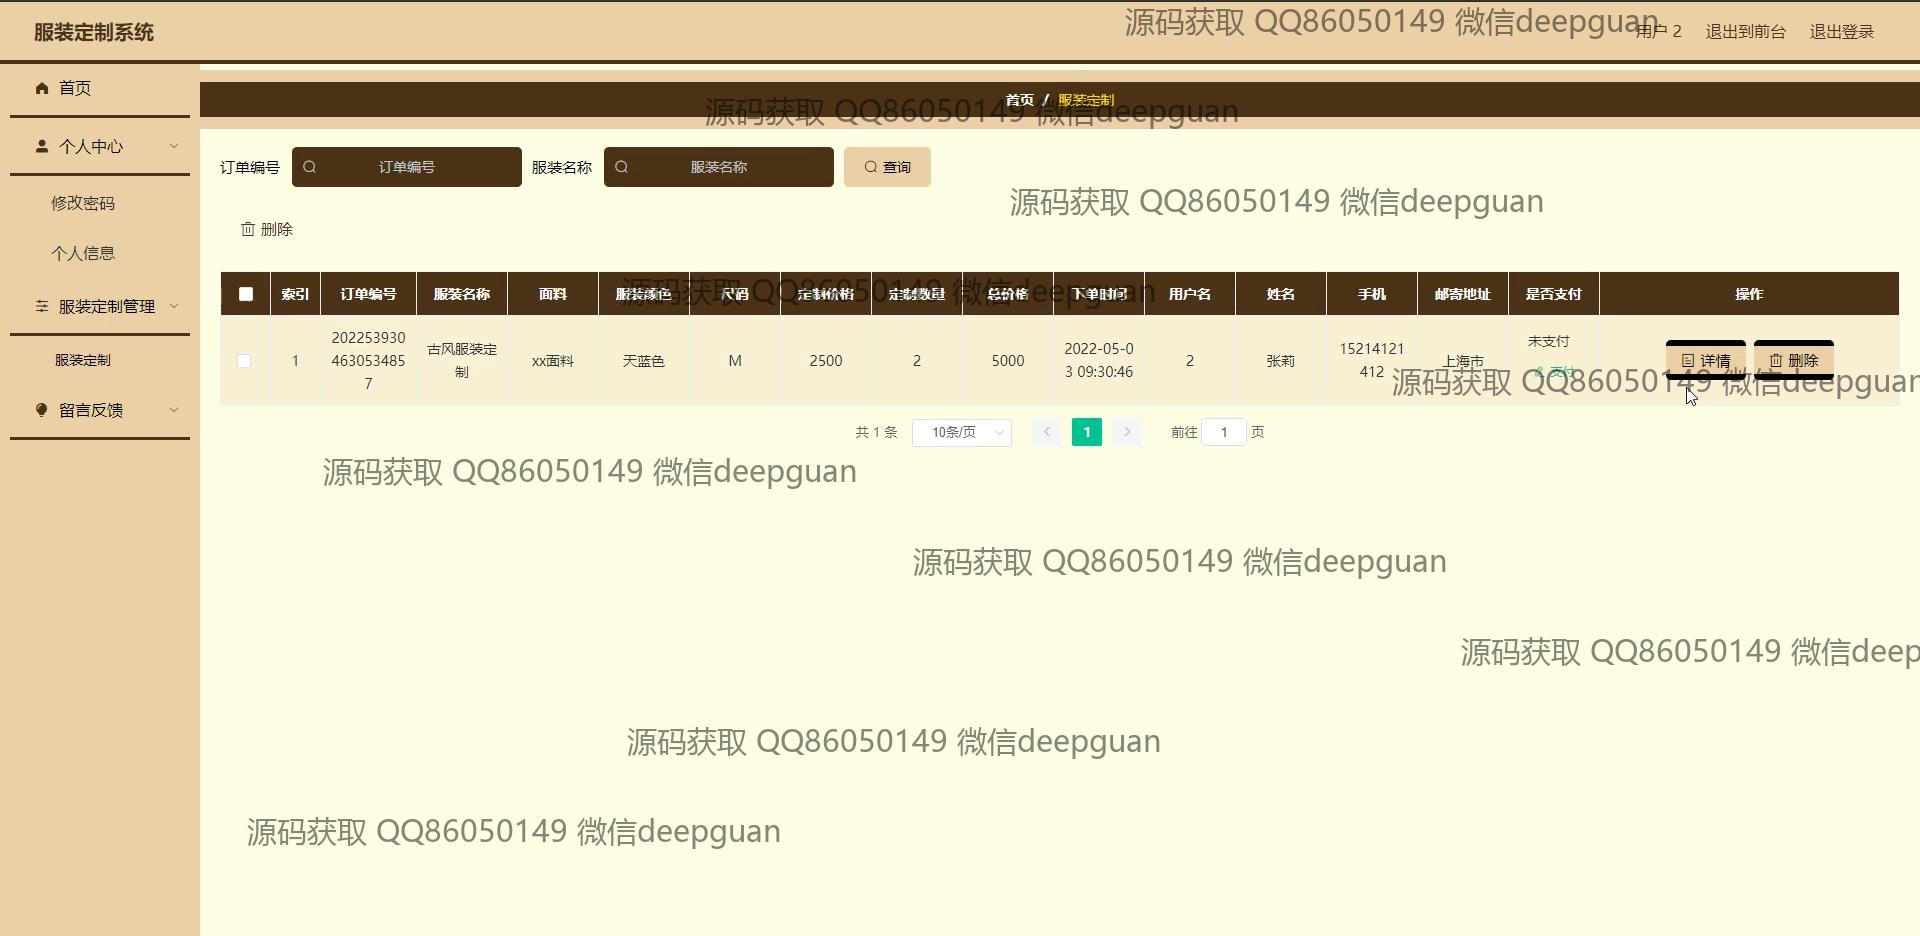 服装定制系统
源码获取 QQ86050149 微信deepguan
用户 2 退出到前台 退出登录
首页
个人中心
修改密码
个人信息
服装定制管理
服装定制
留言反馈
首页 / 服装定制
源码获取 QQ86050149 微信deepguan
订单编号 订单编号 服装名称 服装名称 查询
源码获取 QQ86050149 微信deepguan
删除
索引 订单编号 服装名称 面料 服装颜色 尺码 定制价格 定制数量 总价格 下单时间 用户名 姓名 手机 邮寄地址 是否支付 操作
源码获取 QQ86050149 微信deepguan
1 202253930 古风服装定 xx面料 天蓝色 M 2500 2 5000 2022-05-0 2 张莉 15214121 上海市 未支付 详情 删除
463053485 制 3 09:30:46 412 支付
7
源码获取 QQ86050149 微信deepguan
共 1 条 10条/页 1 前往 1 页
源码获取 QQ86050149 微信deepguan
源码获取 QQ86050149 微信deepguan
源码获取 QQ86050149 微信deep
源码获取 QQ86050149 微信deepguan
源码获取 QQ86050149 微信deepguan